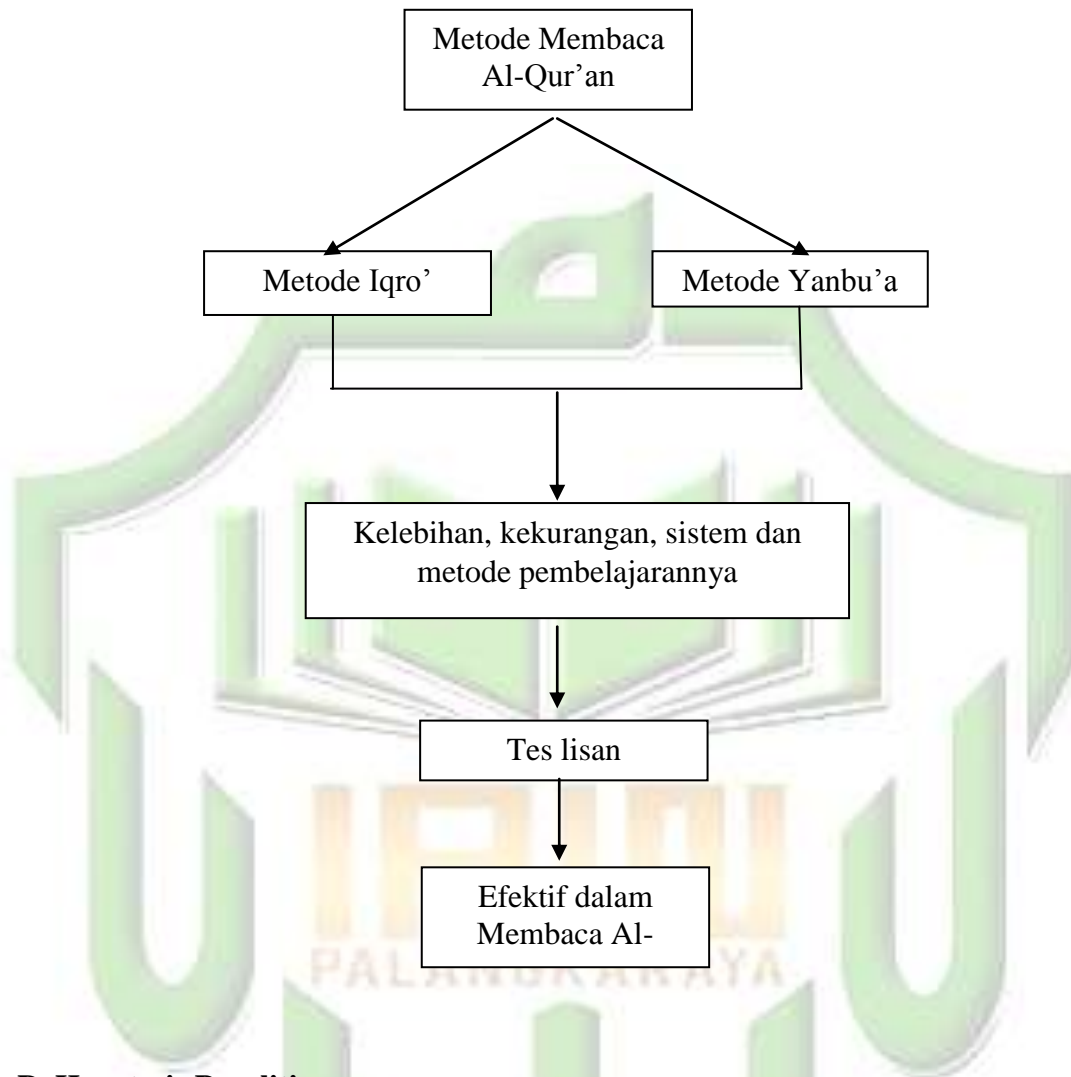 Metode Membaca
Al-Qur’an
Metode Iqro’
Metode Yanbu’a
Kelebihan, kekurangan, sistem dan
metode pembelajarannya
Tes lisan
Efektif dalam
Membaca Al-
IAIN
PALANGKARAYA